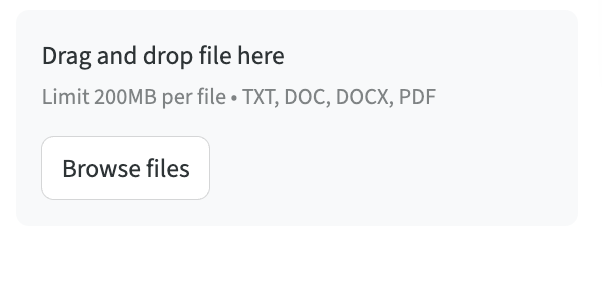 Drag and drop file here
Limit 200MB per file • TXT, DOC, DOCX, PDF
Browse files